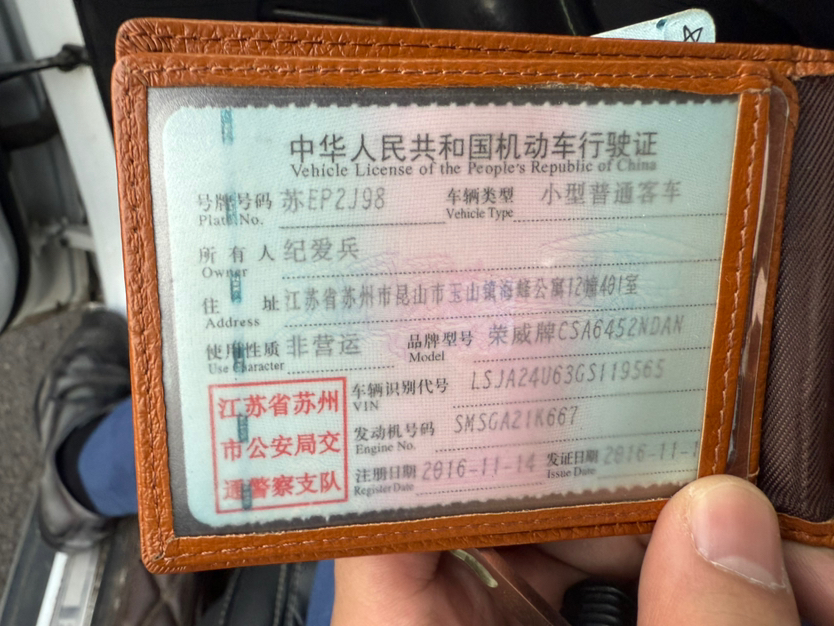 中华人民共和国机动车行驶证
Vehicle License of the People's Republic of China
号牌号码 苏EP2J98 车辆类型 小型普通客车
Plate No. Vehicle Type
所有人 纪爱兵
Owner
住址 江苏省苏州市昆山市玉山镇海峰公寓12幢401室
Address
使用性质 非营运 品牌型号 荣威牌CSA6452NDAN
Use Character Model
江苏省苏州
市公安局交
通警察支队
车辆识别代号 LSJA24U63GS119565
VIN
发动机号码 SMSGA21K667
Engine No.
注册日期 2016-11-14 发证日期 2016-11-1
Register Date Issue Date